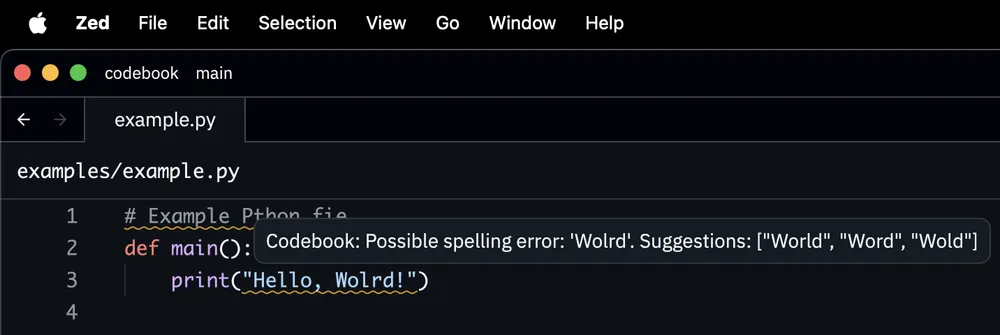 Zed File Edit Selection View Go Window Help
codebook main
← → example.py
examples/example.py
1 # Example Pthon fie
2 def main():
Codebook: Possible spelling error: 'Wolrd'. Suggestions: ["World", "Word", "Wold"]
3 print("Hello, Wolrd!")
4